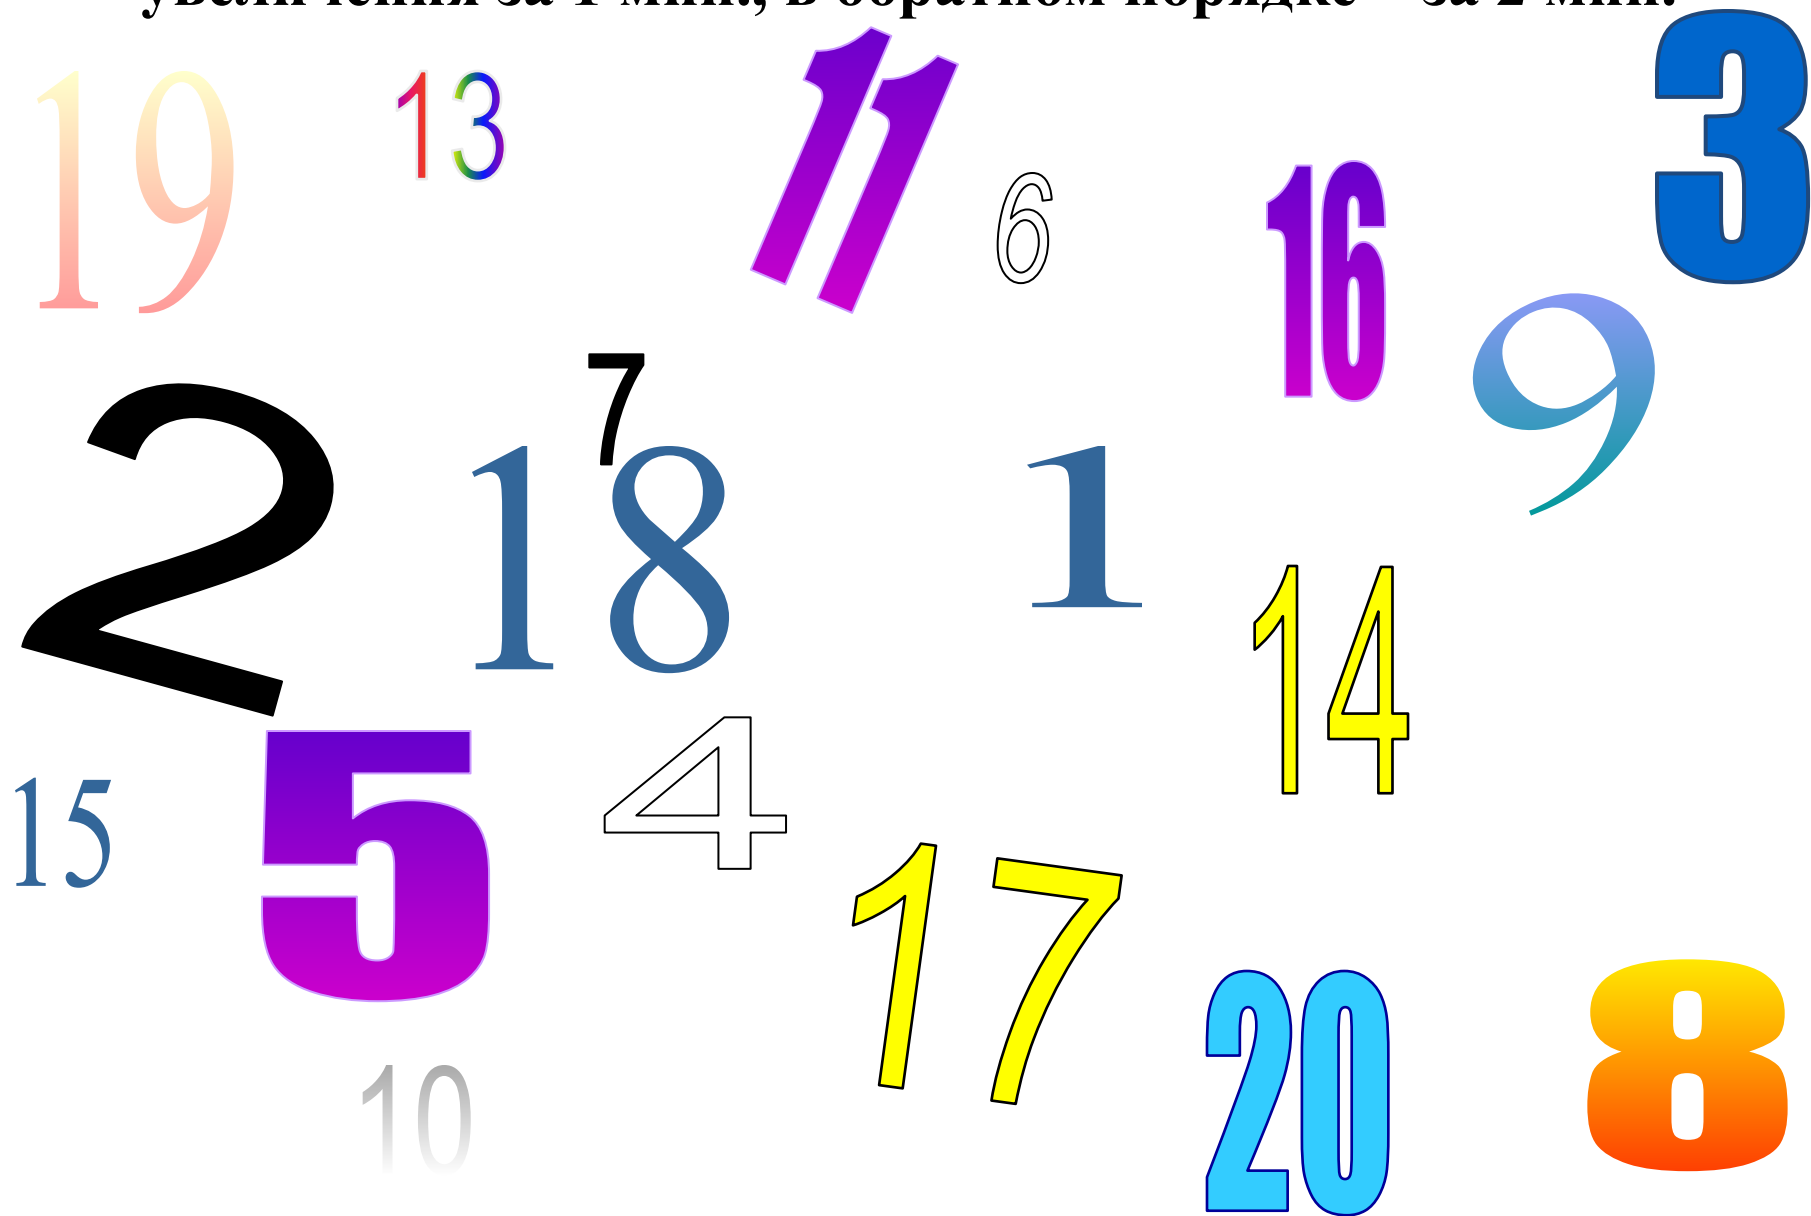 увеличения за 1 мин., в обратном порядке – за 2 мин.
19 13 11 6 16 3
9
7
2 18 1
14
15 5 4
17
20 8
10